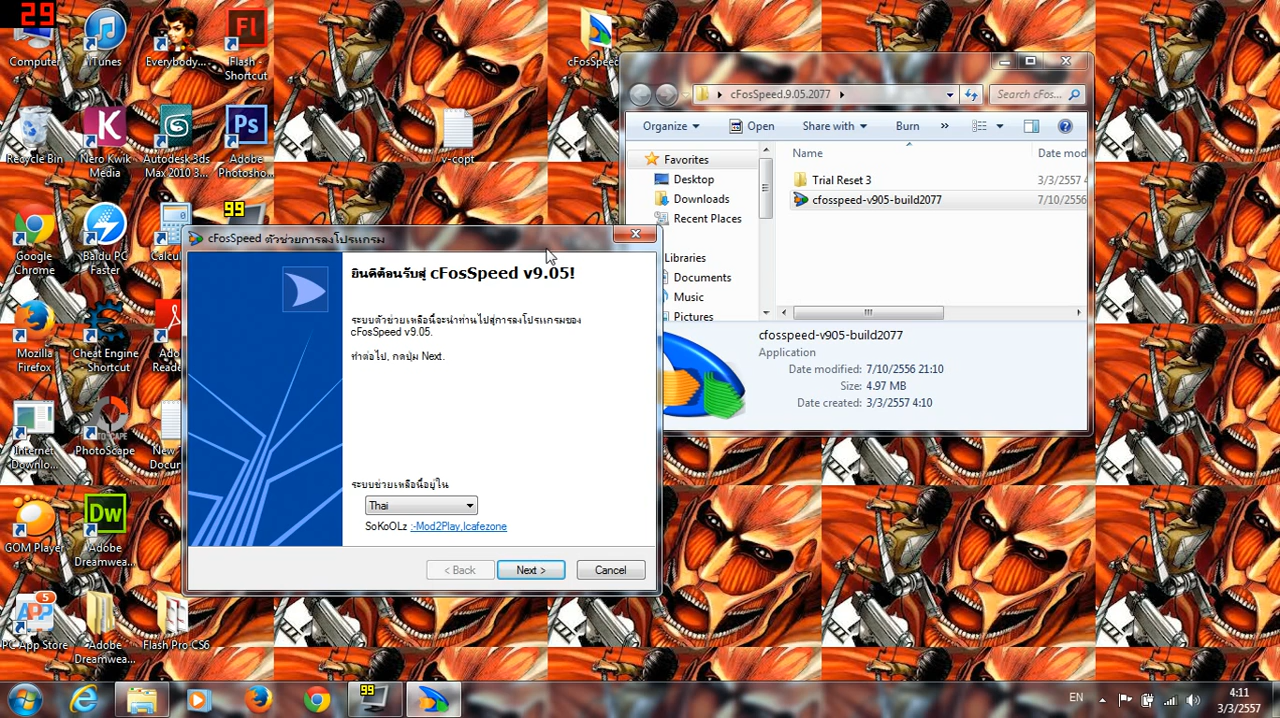 29
Computer
iTunes
Everybody...
Flash -
Shortcut
cFosSpeed
Recycle Bin
Nero Kwik
Media
Autodesk 3ds
Max 2010 3...
Adobe
Photosho...
v-copt
Google
Chrome
Baidu PC
Faster
Calcul
99
Mozilla
Firefox
Cheat Engine
- Shortcut
Ado
Reade
Internet
Downlo...
PhotoScape
New
Docum
GOM Player
Adobe
Dreamwea...
PC App Store
Adobe
Dreamwea...
Flash Pro CS6
cFosSpeed.9.05.2077
Search cFos...
Organize
Open
Share with
Burn
»
Favorites
Desktop
Downloads
Recent Places
Libraries
Documents
Music
Pictures
Name
Date mod
Trial Reset 3
3/3/2557 4
cfosspeed-v905-build2077
7/10/2556
cfosspeed-v905-build2077
Application
Date modified: 7/10/2556 21:10
Size: 4.97 MB
Date created: 3/3/2557 4:10
cFosSpeed ตัวช่วยการลงโปรแกรม
ยินดีต้อนรับสู่ cFosSpeed v9.05!
ระบบตัวช่วยเหลือนี้จะนำท่านไปสู่การลงโปรแกรมของ
cFosSpeed v9.05.
ทำต่อไป, กดปุ่ม Next.
ระบบช่วยเหลือนี้อยู่ใน
Thai
SoKoOLz :-Mod2Play,Icafezone
< Back
Next >
Cancel
99
EN
4:11
3/3/2557